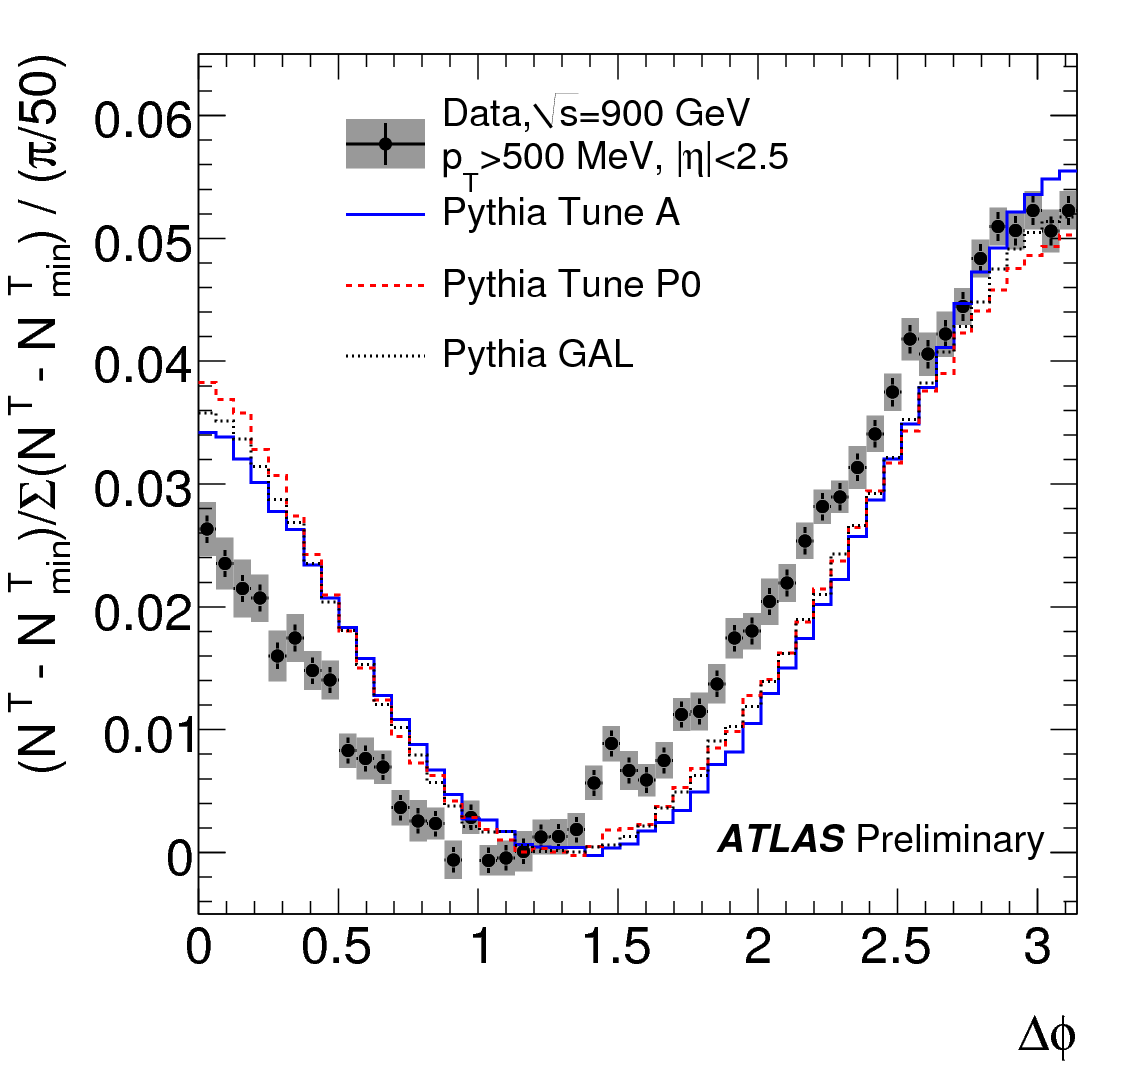 (N^T - N^T_min)/Σ(N^T - N^T_min) / (π/50)
0.06
0.05
0.04
0.03
0.02
0.01
0
Data,√s=900 GeV
p_T>500 MeV, |η|<2.5
Pythia Tune A
Pythia Tune P0
Pythia GAL
ATLAS Preliminary
0 0.5 1 1.5 2 2.5 3
Δϕ